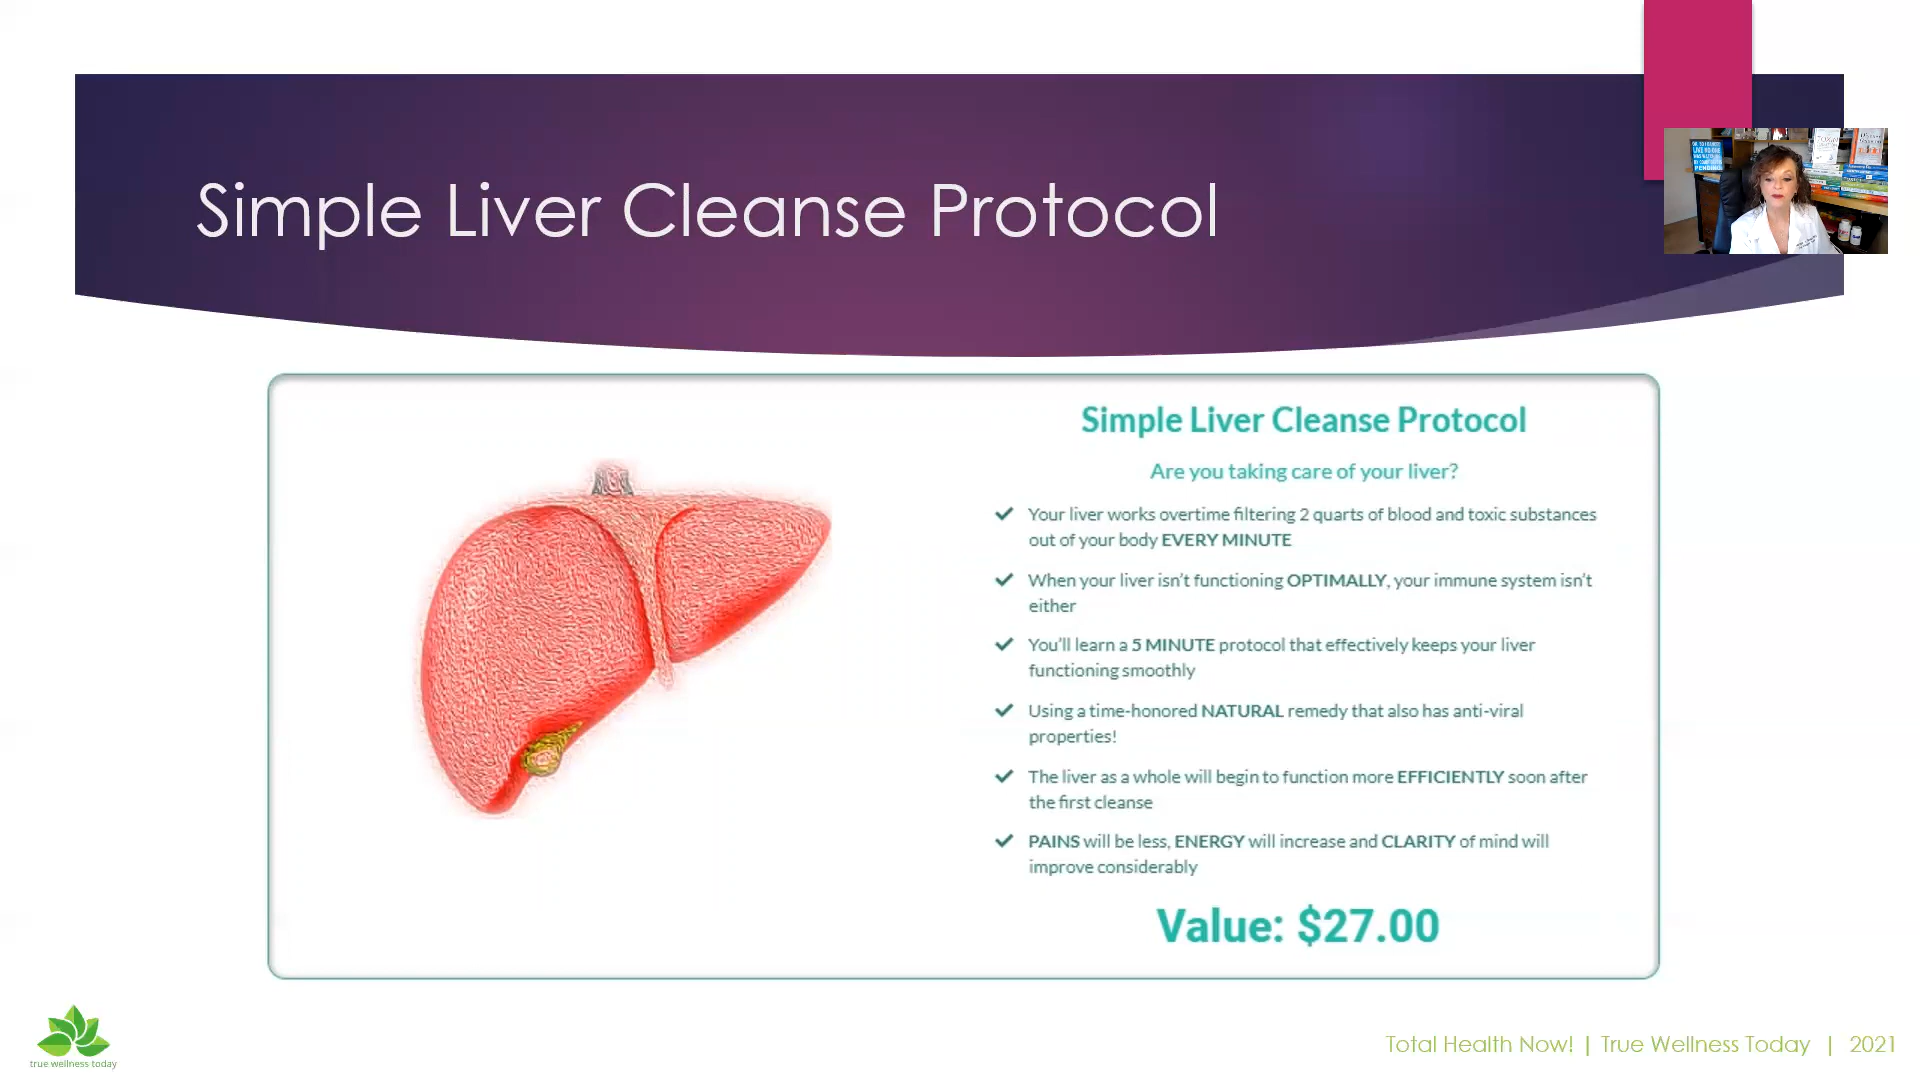 Simple Liver Cleanse Protocol
Simple Liver Cleanse Protocol
Are you taking care of your liver?
Your liver works overtime filtering 2 quarts of blood and toxic substances
out of your body EVERY MINUTE
When your liver isn't functioning OPTIMALLY, your immune system isn't
either
You'll learn a 5 MINUTE protocol that effectively keeps your liver
functioning smoothly
Using a time-honored NATURAL remedy that also has anti-viral
properties!
The liver as a whole will begin to function more EFFICIENTLY soon after
the first cleanse
PAINS will be less, ENERGY will increase and CLARITY of mind will
improve considerably
Value: $27.00
true wellness today
Total Health Now! | True Wellness Today | 2021